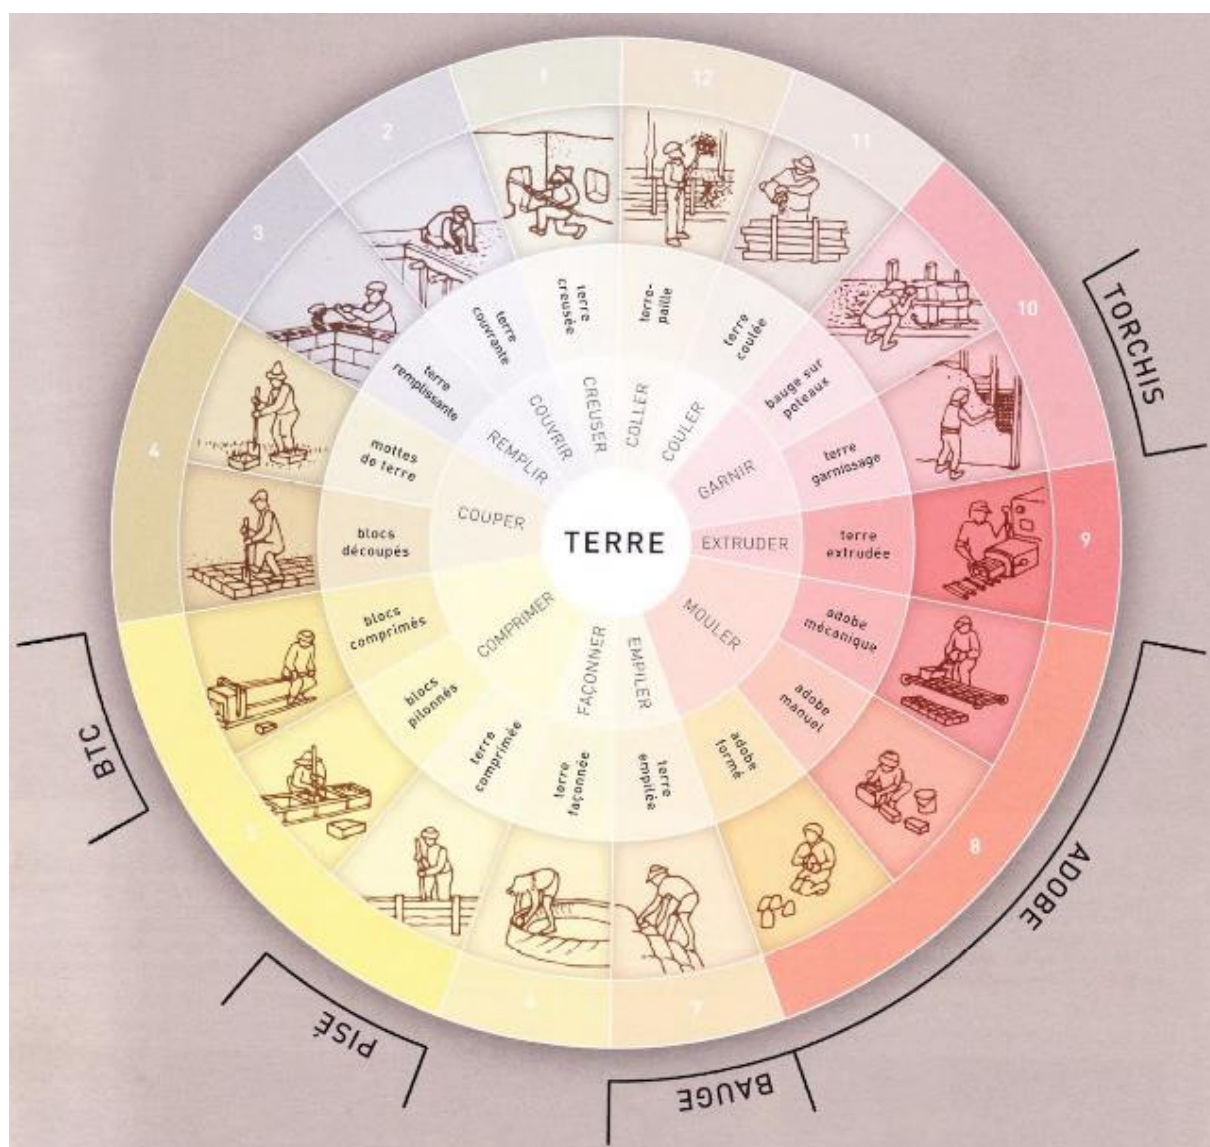 TERRE
CREUSER
COUVRIR
REMPLIR
COUPER
COMPRIMER
FAÇONNER
EMPILER
MOULER
EXTRUDER
GARNIR
COULER
COLLER
terre
creusée
terre
couvrante
terre
remplissante
mottes
de terre
blocs
découpés
blocs
comprimés
blocs
pilonnés
terre
comprimée
terre
façonnée
terre
empilée
adobe
formé
adobe
manuel
adobe
mécanique
terre
extrudée
terre
garnissage
bauge sur
poteaux
terre
coulée
terre-
paille
1
2
3
4
5
6
7
8
9
10
11
12
BTC
PISÉ
BAUGE
ADOBE
TORCHIS